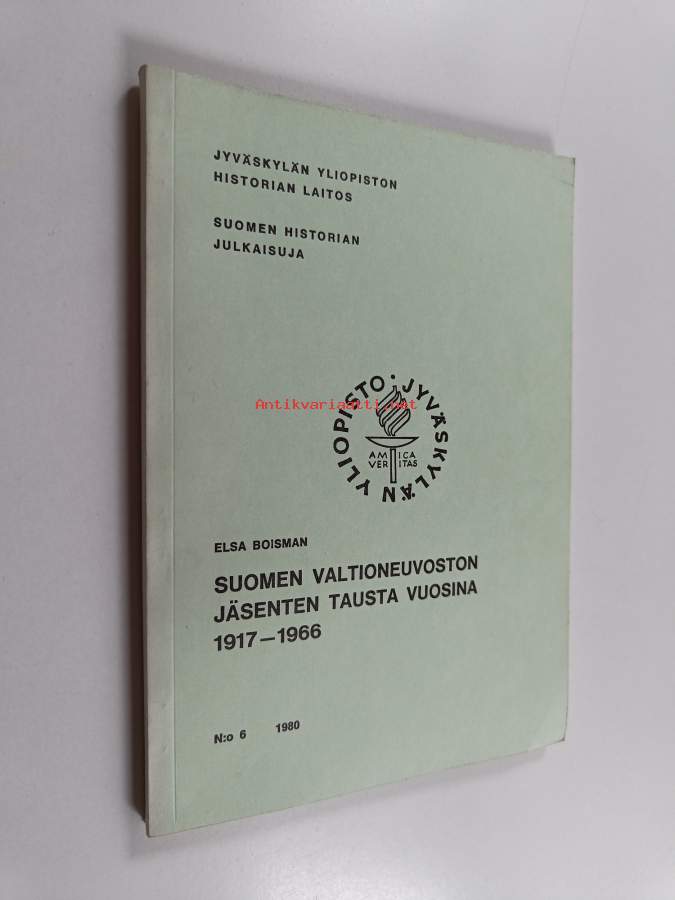 JYVÄSKYLÄN YLIOPISTON
HISTORIAN LAITOS
SUOMEN HISTORIAN
JULKAISUJA
JYVÄSKYLÄN YLIOPISTO
Antikvariaatti.net
AMICA
VERITAS
ELSA BOISMAN
SUOMEN VALTIONEUVOSTON
JÄSENTEN TAUSTA VUOSINA
1917—1966
N:o 6 1980